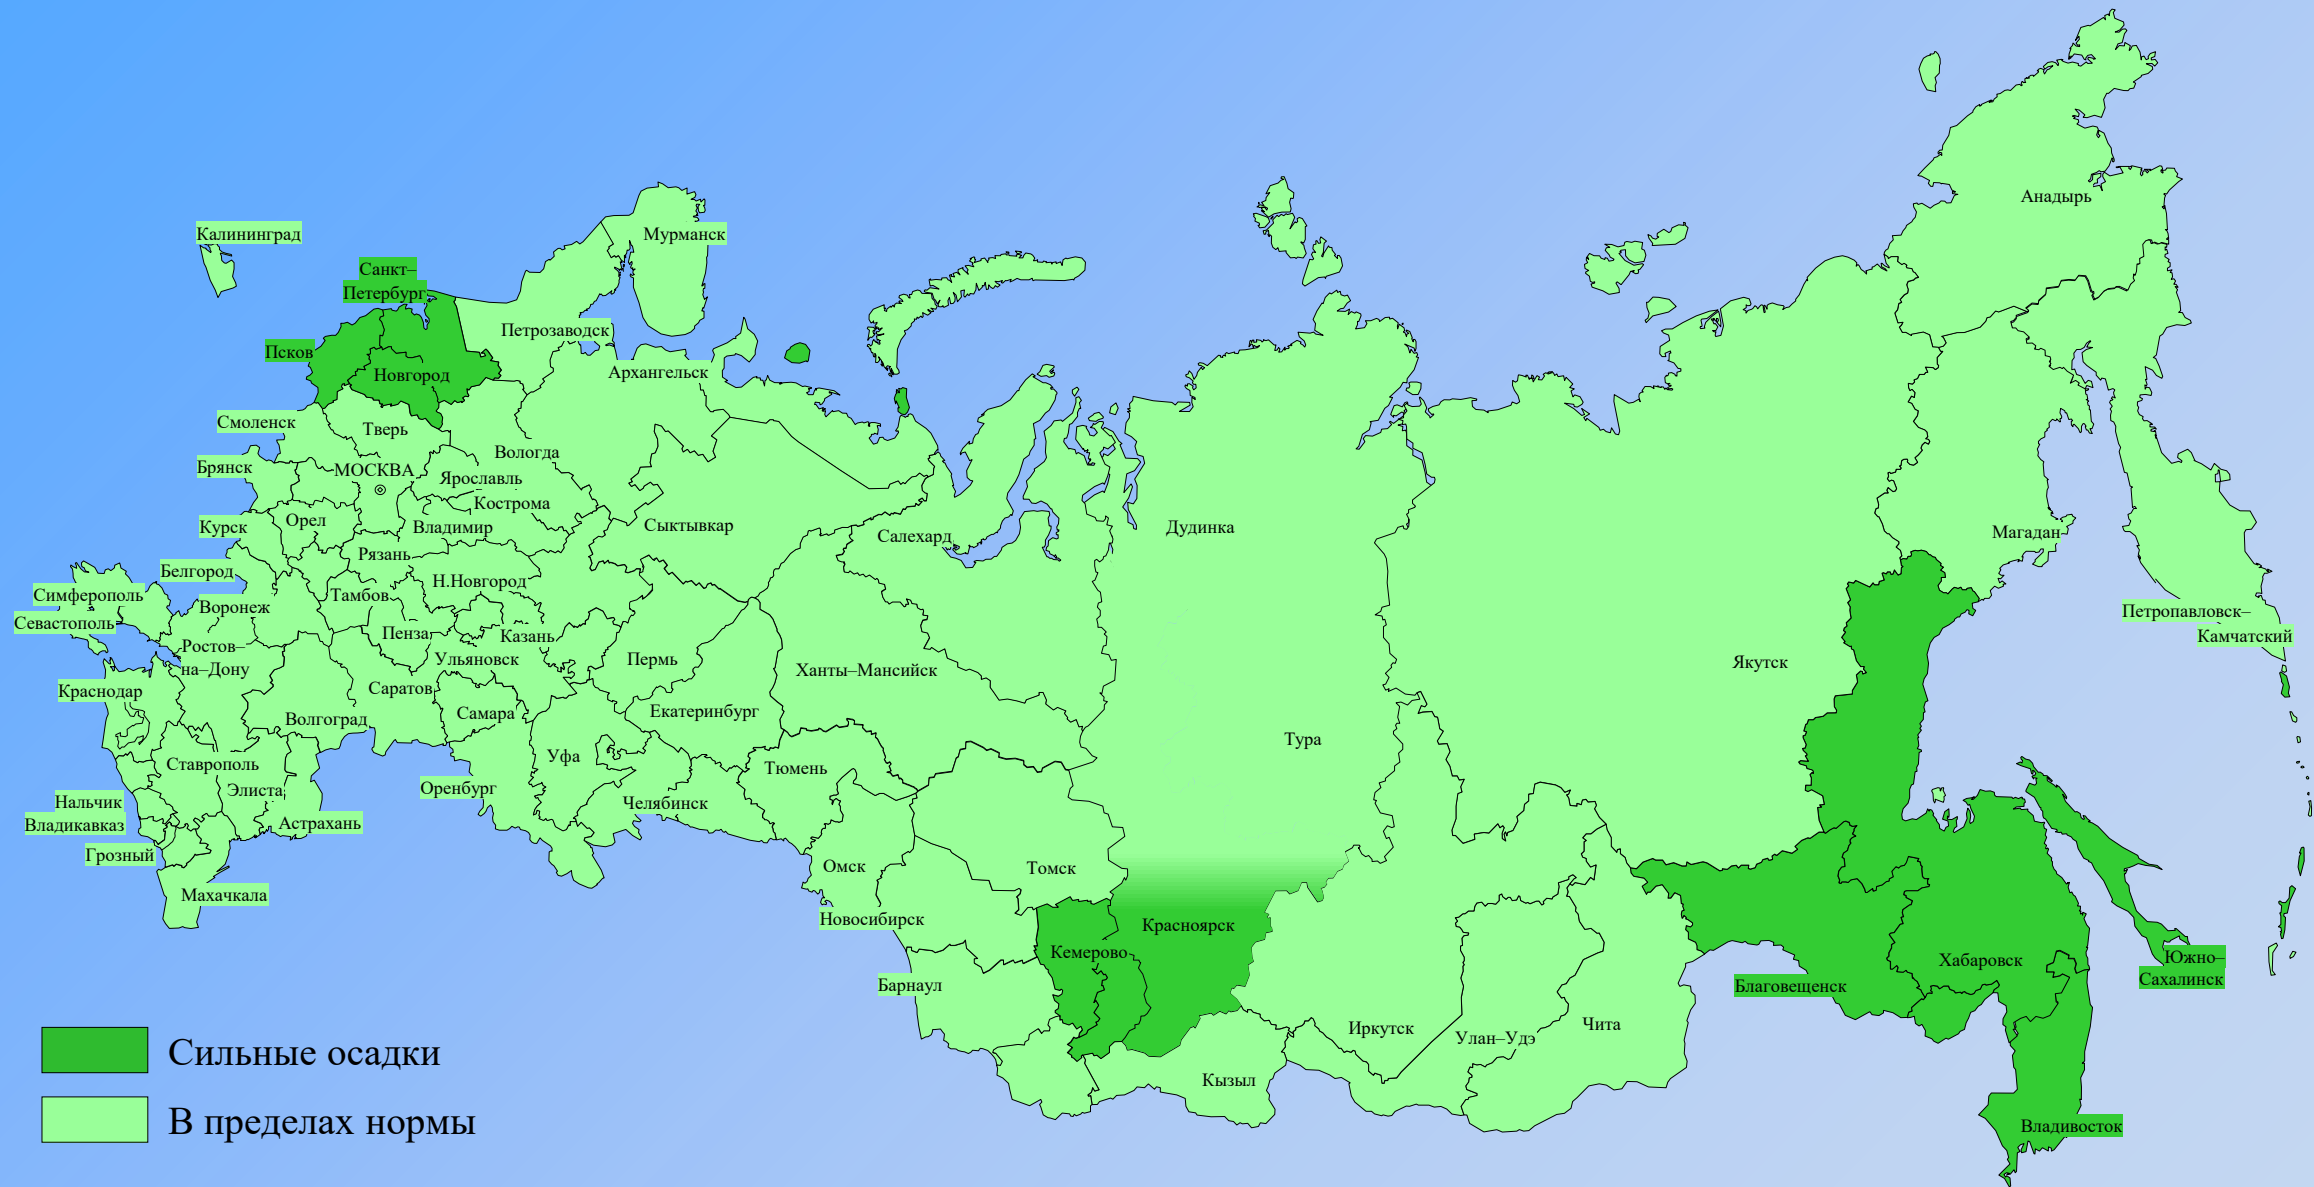 Анадырь
Калининград
Мурманск
Санкт–
Петербург
Петрозаводск
Псков
Новгород
Архангельск
Смоленск
Тверь
Вологда
Брянск
МОСКВА
Ярославль
Кострома
Курск
Орел
Владимир
Сыктывкар
Салехард
Дудинка
Магадан
Рязань
Белгород
Н.Новгород
Симферополь
Тамбов
Воронеж
Севастополь
Петропавловск–
Камчатский
Пенза
Казань
Ростов–
на–Дону
Ульяновск
Пермь
Ханты–Мансийск
Якутск
Краснодар
Саратов
Самара
Екатеринбург
Волгоград
Тура
Уфа
Ставрополь
Тюмень
Элиста
Оренбург
Челябинск
Нальчик
Владикавказ
Астрахань
Грозный
Омск
Томск
Махачкала
Новосибирск
Красноярск
Кемерово
Хабаровск
Южно–
Сахалинск
Барнаул
Благовещенск
Иркутск
Улан–Удэ
Чита
Кызыл
Владивосток
Сильные осадки
В пределах нормы